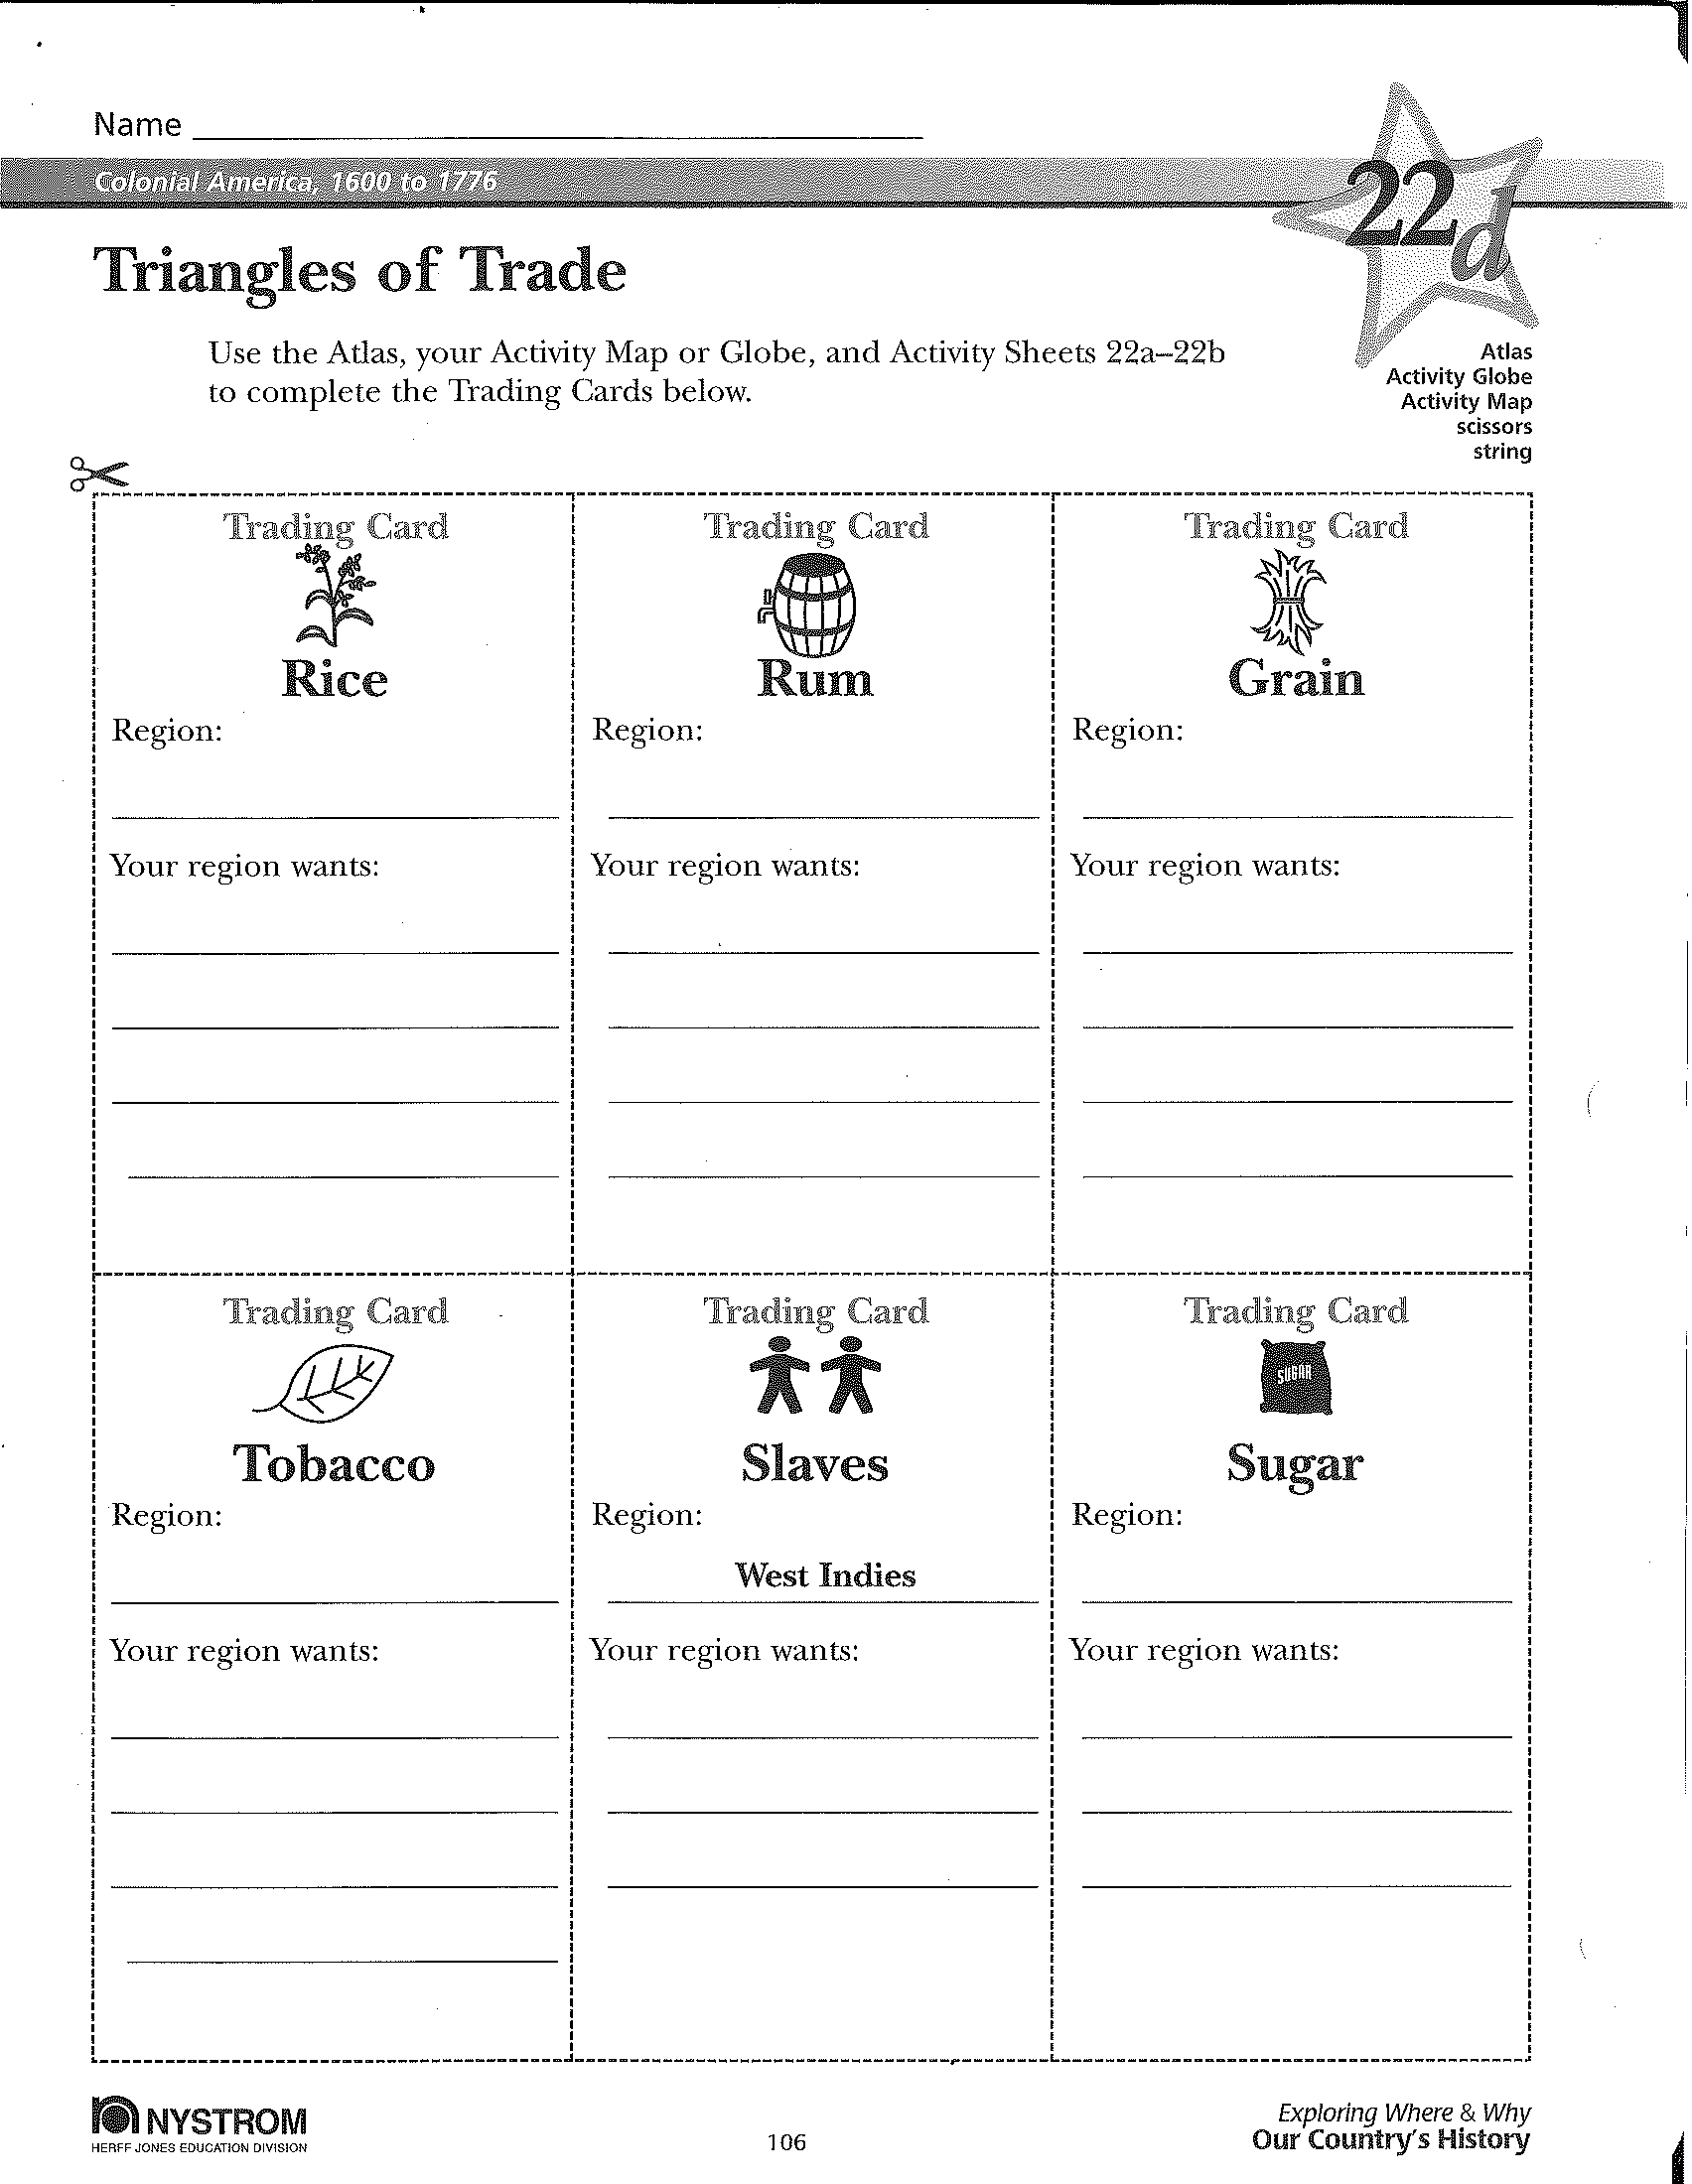 Name
Colonial America, 1600 to 1776
22d
Triangles of Trade
Use the Atlas, your Activity Map or Globe, and Activity Sheets 22a–22b
to complete the Trading Cards below.
Atlas
Activity Globe
Activity Map
scissors
string
Trading Card
Rice
Region:
Your region wants:
Trading Card
Rum
Region:
Your region wants:
Trading Card
Grain
Region:
Your region wants:
Trading Card
Tobacco
Region:
Your region wants:
Trading Card
Slaves
Region:
West Indies
Your region wants:
Trading Card
SUGAR
Sugar
Region:
Your region wants:
NYSTROM
HERFF JONES EDUCATION DIVISION
106
Exploring Where & Why
Our Country's History